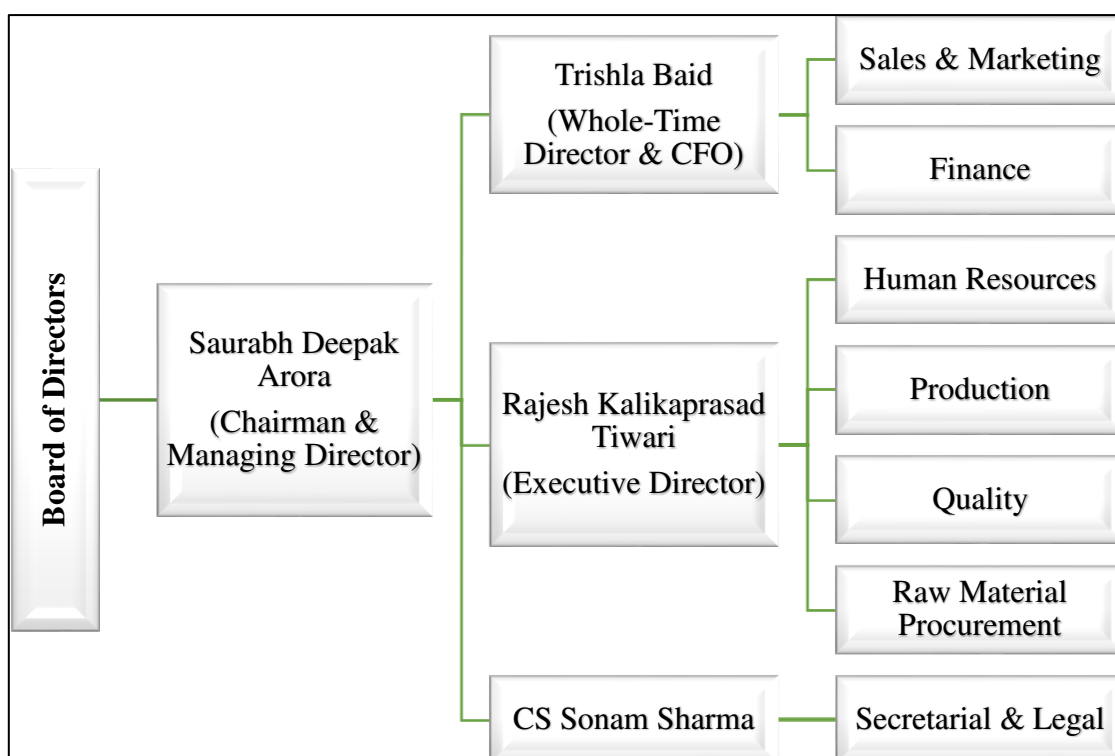 Board of Directors
Saurabh Deepak
Arora
(Chairman &
Managing Director)
Trishla Baid
(Whole-Time
Director & CFO)
Sales & Marketing
Finance
Rajesh Kalikaprasad
Tiwari
(Executive Director)
Human Resources
Production
Quality
Raw Material
Procurement
CS Sonam Sharma
Secretarial & Legal